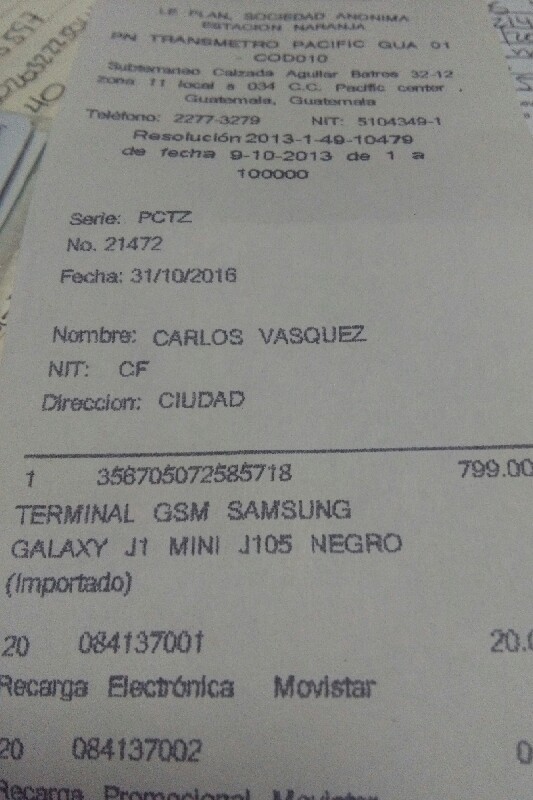 LE PLAN, SOCIEDAD ANONIMA
ESTACION NARANJA
PN TRANSMETRO PACIFIC GUA 01
- COD010
Subterraneo Calzada Aguilar Batres 32-12
zona 11 local a 034 C.C. Pacific center .
Guatemala, Guatemala
Teléfono: 2277-3279 NIT: 5104349-1
Resolución 2013-1-49-10479
de fecha 9-10-2013 de 1 a
100000
Serie: PCTZ
No. 21472
Fecha: 31/10/2016
Nombre: CARLOS VASQUEZ
NIT: CF
Direccion: CIUDAD
1 356705072585718 799.00
TERMINAL GSM SAMSUNG
GALAXY J1 MINI J105 NEGRO
(Importado)
20 084137001 20.0
Recarga Electrónica Movistar
20 084137002 0
Recarga Promocional Movistar